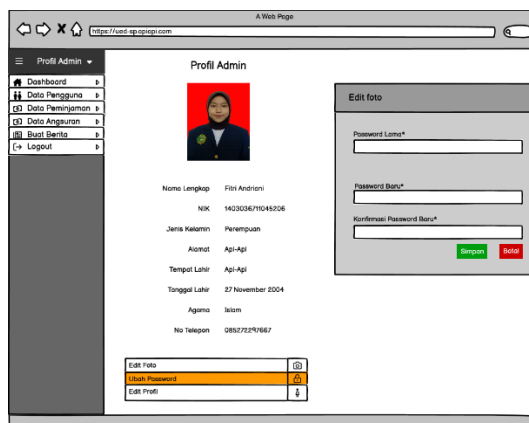 A Web Page
https://ued-sp.apiapi.com
Profil Admin
Dashboard
Data Pengguna
Data Peminjaman
Data Angsuran
Buat Berita
Logout
Profil Admin
Nama Lengkap Fitri Andriani
NIK 1403036711045206
Jenis Kelamin Perempuan
Alamat Api-Api
Tempat Lahir Api-Api
Tanggal Lahir 27 November 2004
Agama Islam
No Telepon 085272297667
Edit Foto
Ubah Password
Edit Profil
Edit foto
Password Lama*
Password Baru*
Konfirmasi Password Baru*
Simpan Batal